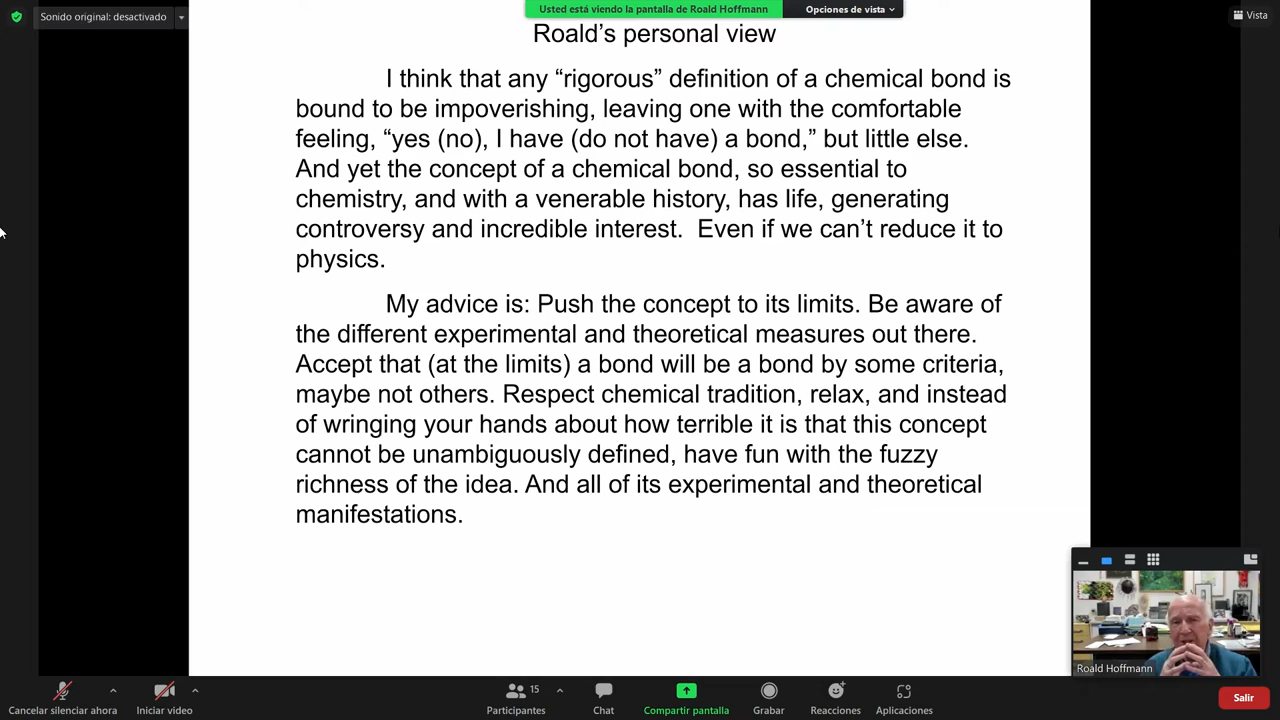 Sonido original: desactivado
Usted está viendo la pantalla de Roald Hoffmann
Opciones de vista
Vista
Roald’s personal view
I think that any “rigorous” definition of a chemical bond is
bound to be impoverishing, leaving one with the comfortable
feeling, “yes (no), I have (do not have) a bond,” but little else.
And yet the concept of a chemical bond, so essential to
chemistry, and with a venerable history, has life, generating
controversy and incredible interest.  Even if we can’t reduce it to
physics.
My advice is: Push the concept to its limits. Be aware of
the different experimental and theoretical measures out there.
Accept that (at the limits) a bond will be a bond by some criteria,
maybe not others. Respect chemical tradition, relax, and instead
of wringing your hands about how terrible it is that this concept
cannot be unambiguously defined, have fun with the fuzzy
richness of the idea. And all of its experimental and theoretical
manifestations.
Roald Hoffmann
Cancelar silenciar ahora
Iniciar video
15
Participantes
Chat
Compartir pantalla
Grabar
Reacciones
Aplicaciones
Salir